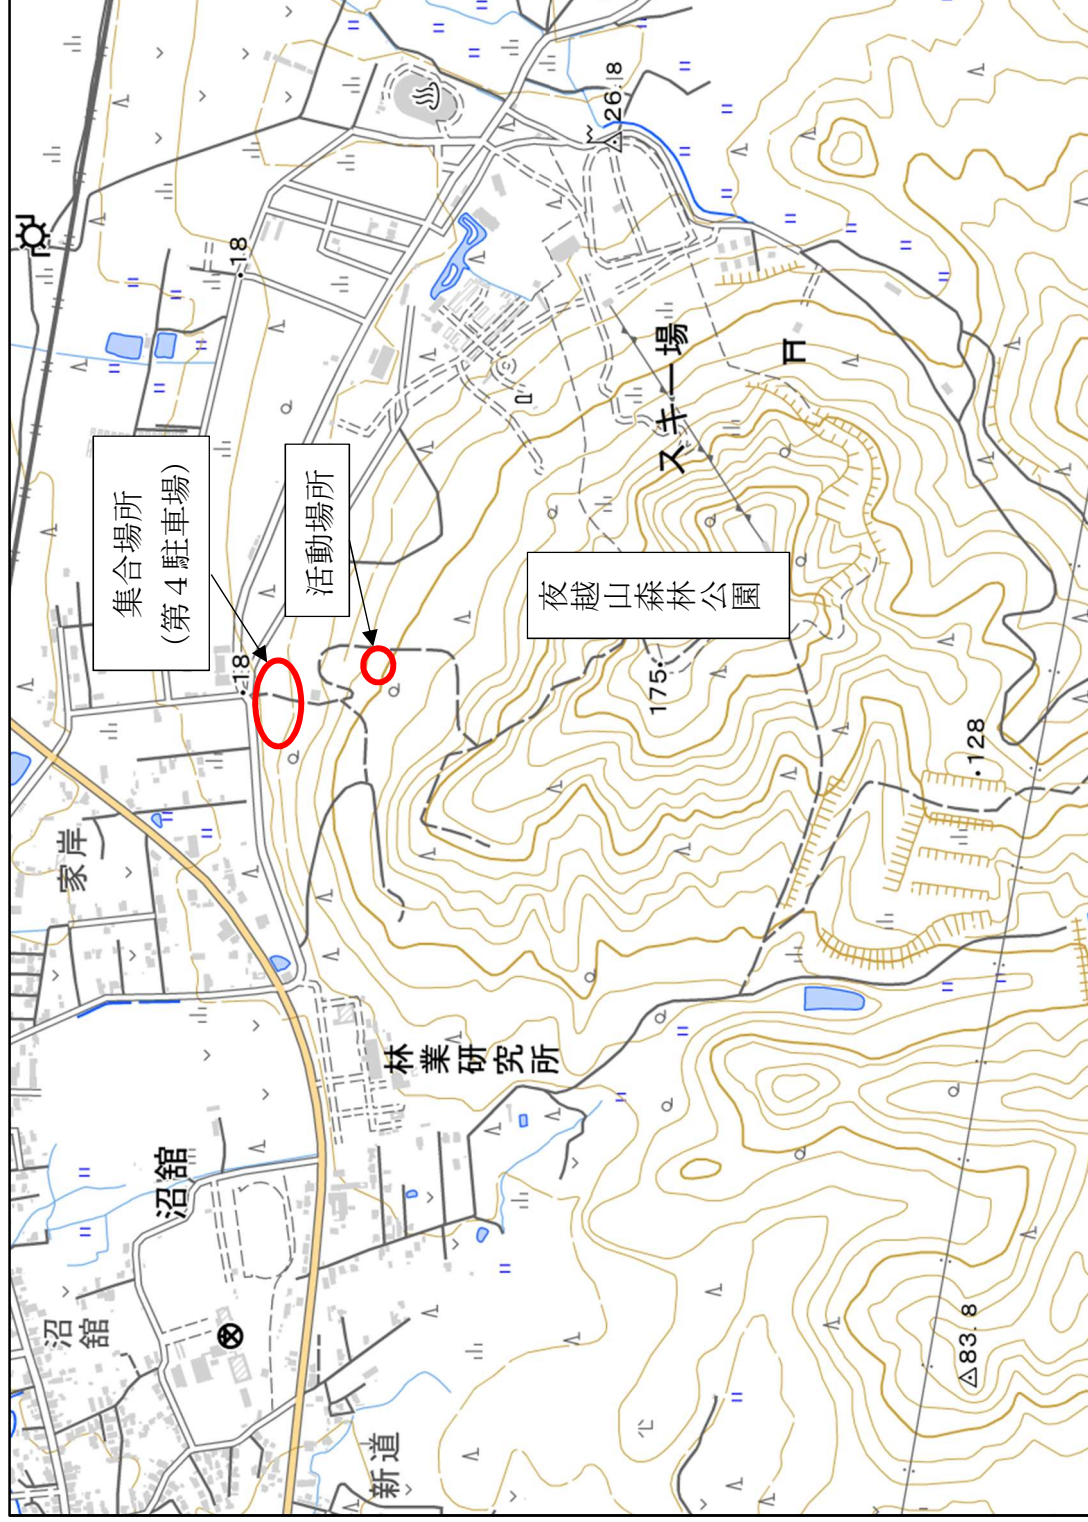 沼舘
沼舘
新道
林業研究所
家岸
集合場所
(第４駐車場)
活動場所
夜越山森林公園
スキー場
18
18
26.8
175
128
83.8